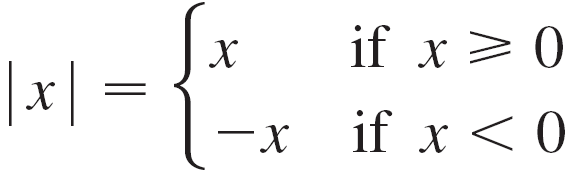 |x| = { x if x ⩾ 0
-x if x < 0